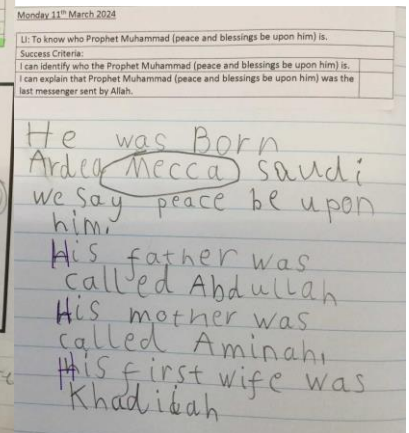 Monday 11th March 2024
LI: To know who Prophet Muhammad (peace and blessings be upon him) is.
Success Criteria:
I can identify who the Prophet Muhammad (peace and blessings be upon him) is.
I can explain that Prophet Muhammad (peace and blessings be upon him) was the
last messenger sent by Allah.
He was Born
Mecca saudi
we say peace be upon
him.
His father was
called Abdullah
His mother was
called Aminah,
His first wife was